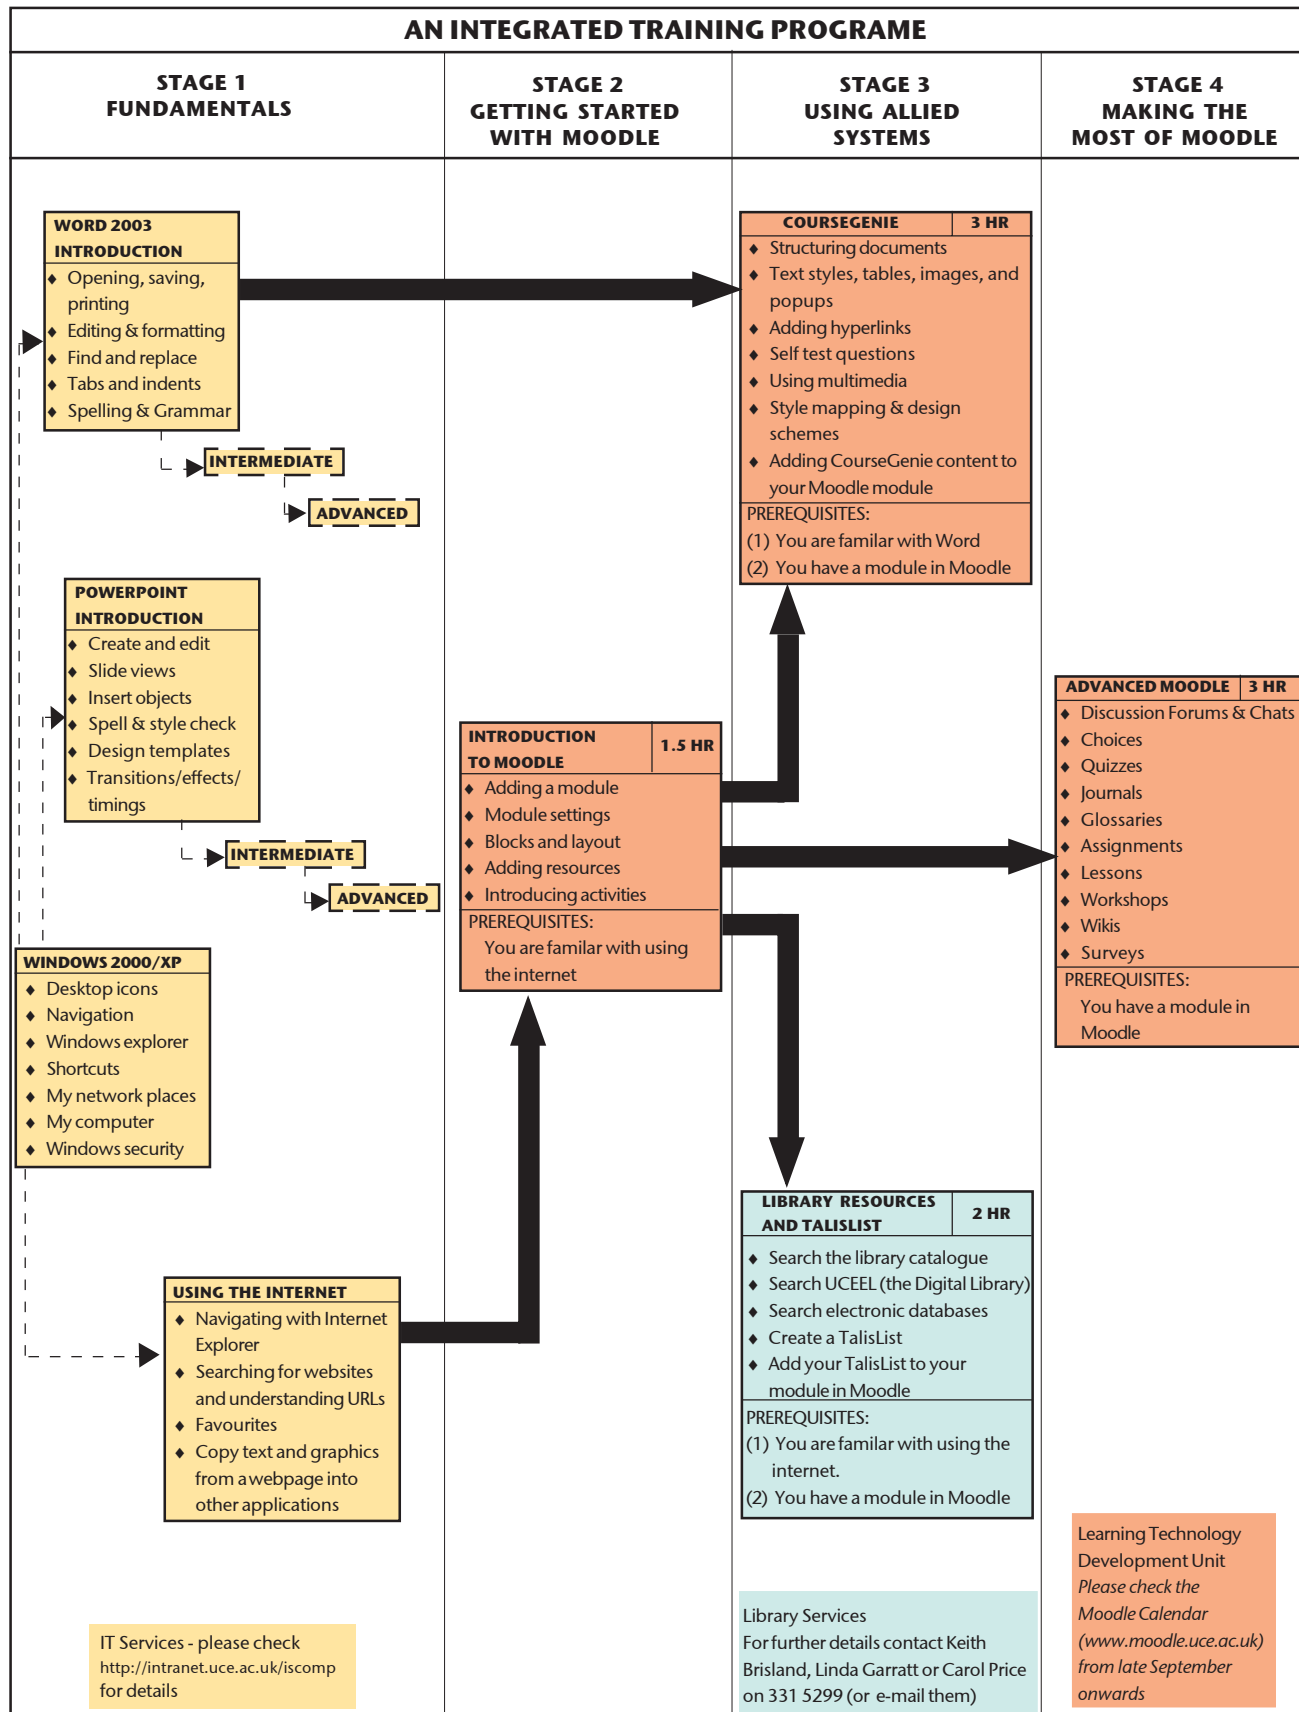 AN INTEGRATED TRAINING PROGRAME
STAGE 1
FUNDAMENTALS
STAGE 2
GETTING STARTED
WITH MOODLE
STAGE 3
USING ALLIED
SYSTEMS
STAGE 4
MAKING THE
MOST OF MOODLE
WORD 2003
INTRODUCTION
♦ Opening, saving,
printing
♦ Editing & formatting
♦ Find and replace
♦ Tabs and indents
♦ Spelling & Grammar
INTERMEDIATE
ADVANCED
POWERPOINT
INTRODUCTION
♦ Create and edit
♦ Slide views
♦ Insert objects
♦ Spell & style check
♦ Design templates
♦ Transitions/effects/
timings
INTERMEDIATE
ADVANCED
WINDOWS 2000/XP
♦ Desktop icons
♦ Navigation
♦ Windows explorer
♦ Shortcuts
♦ My network places
♦ My computer
♦ Windows security
USING THE INTERNET
♦ Navigating with Internet
Explorer
♦ Searching for websites
and understanding URLs
♦ Favourites
♦ Copy text and graphics
from a webpage into
other applications
IT Services - please check
http://intranet.uce.ac.uk/iscomp
for details
INTRODUCTION
TO MOODLE
1.5 HR
♦ Adding a module
♦ Module settings
♦ Blocks and layout
♦ Adding resources
♦ Introducing activities
PREREQUISITES:
You are familar with using
the internet
COURSEGENIE 3 HR
♦ Structuring documents
♦ Text styles, tables, images, and
popups
♦ Adding hyperlinks
♦ Self test questions
♦ Using multimedia
♦ Style mapping & design
schemes
♦ Adding CourseGenie content to
your Moodle module
PREREQUISITES:
(1) You are familar with Word
(2) You have a module in Moodle
LIBRARY RESOURCES
AND TALISLIST
2 HR
♦ Search the library catalogue
♦ Search UCEEL (the Digital Library)
♦ Search electronic databases
♦ Create a TalisList
♦ Add your TalisList to your
module in Moodle
PREREQUISITES:
(1) You are familar with using the
internet.
(2) You have a module in Moodle
Library Services
For further details contact Keith
Brisland, Linda Garratt or Carol Price
on 331 5299 (or e-mail them)
ADVANCED MOODLE 3 HR
♦ Discussion Forums & Chats
♦ Choices
♦ Quizzes
♦ Journals
♦ Glossaries
♦ Assignments
♦ Lessons
♦ Workshops
♦ Wikis
♦ Surveys
PREREQUISITES:
You have a module in
Moodle
Learning Technology
Development Unit
Please check the
Moodle Calendar
(www.moodle.uce.ac.uk)
from late September
onwards